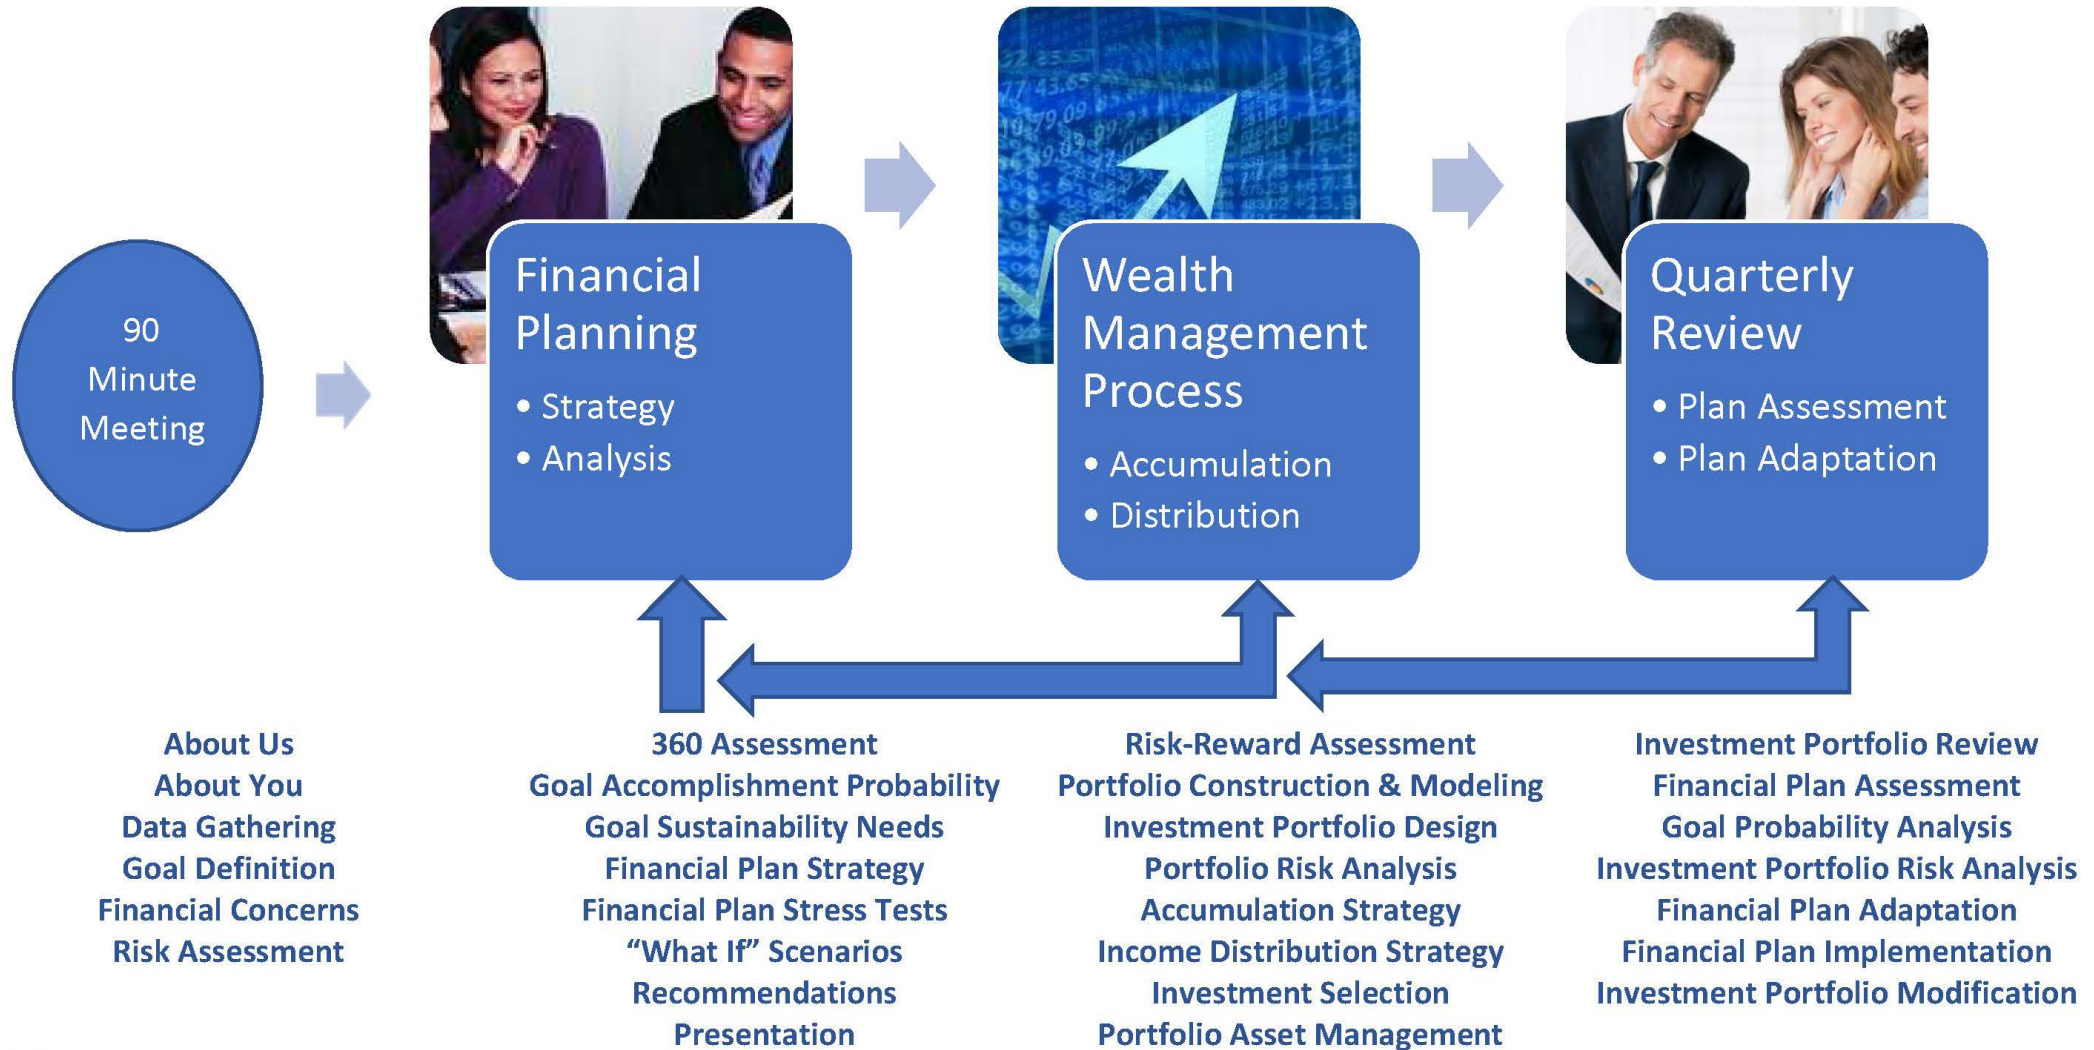 90
Minute
Meeting
Financial
Planning
• Strategy
• Analysis
Wealth
Management
Process
• Accumulation
• Distribution
Quarterly
Review
• Plan Assessment
• Plan Adaptation
About Us
About You
Data Gathering
Goal Definition
Financial Concerns
Risk Assessment
360 Assessment
Goal Accomplishment Probability
Goal Sustainability Needs
Financial Plan Strategy
Financial Plan Stress Tests
“What If” Scenarios
Recommendations
Presentation
Risk-Reward Assessment
Portfolio Construction & Modeling
Investment Portfolio Design
Portfolio Risk Analysis
Accumulation Strategy
Income Distribution Strategy
Investment Selection
Portfolio Asset Management
Investment Portfolio Review
Financial Plan Assessment
Goal Probability Analysis
Investment Portfolio Risk Analysis
Financial Plan Adaptation
Financial Plan Implementation
Investment Portfolio Modification